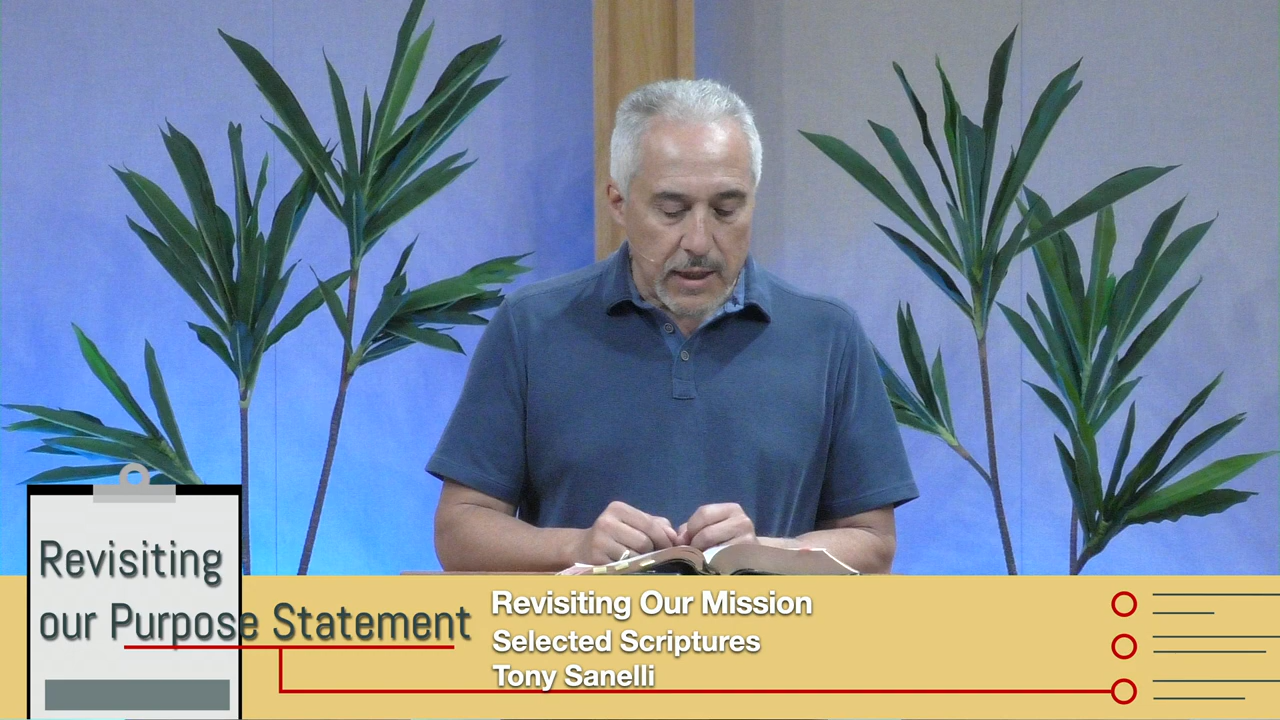 Revisiting
our Purpose Statement
Revisiting Our Mission
Selected Scriptures
Tony Sanelli